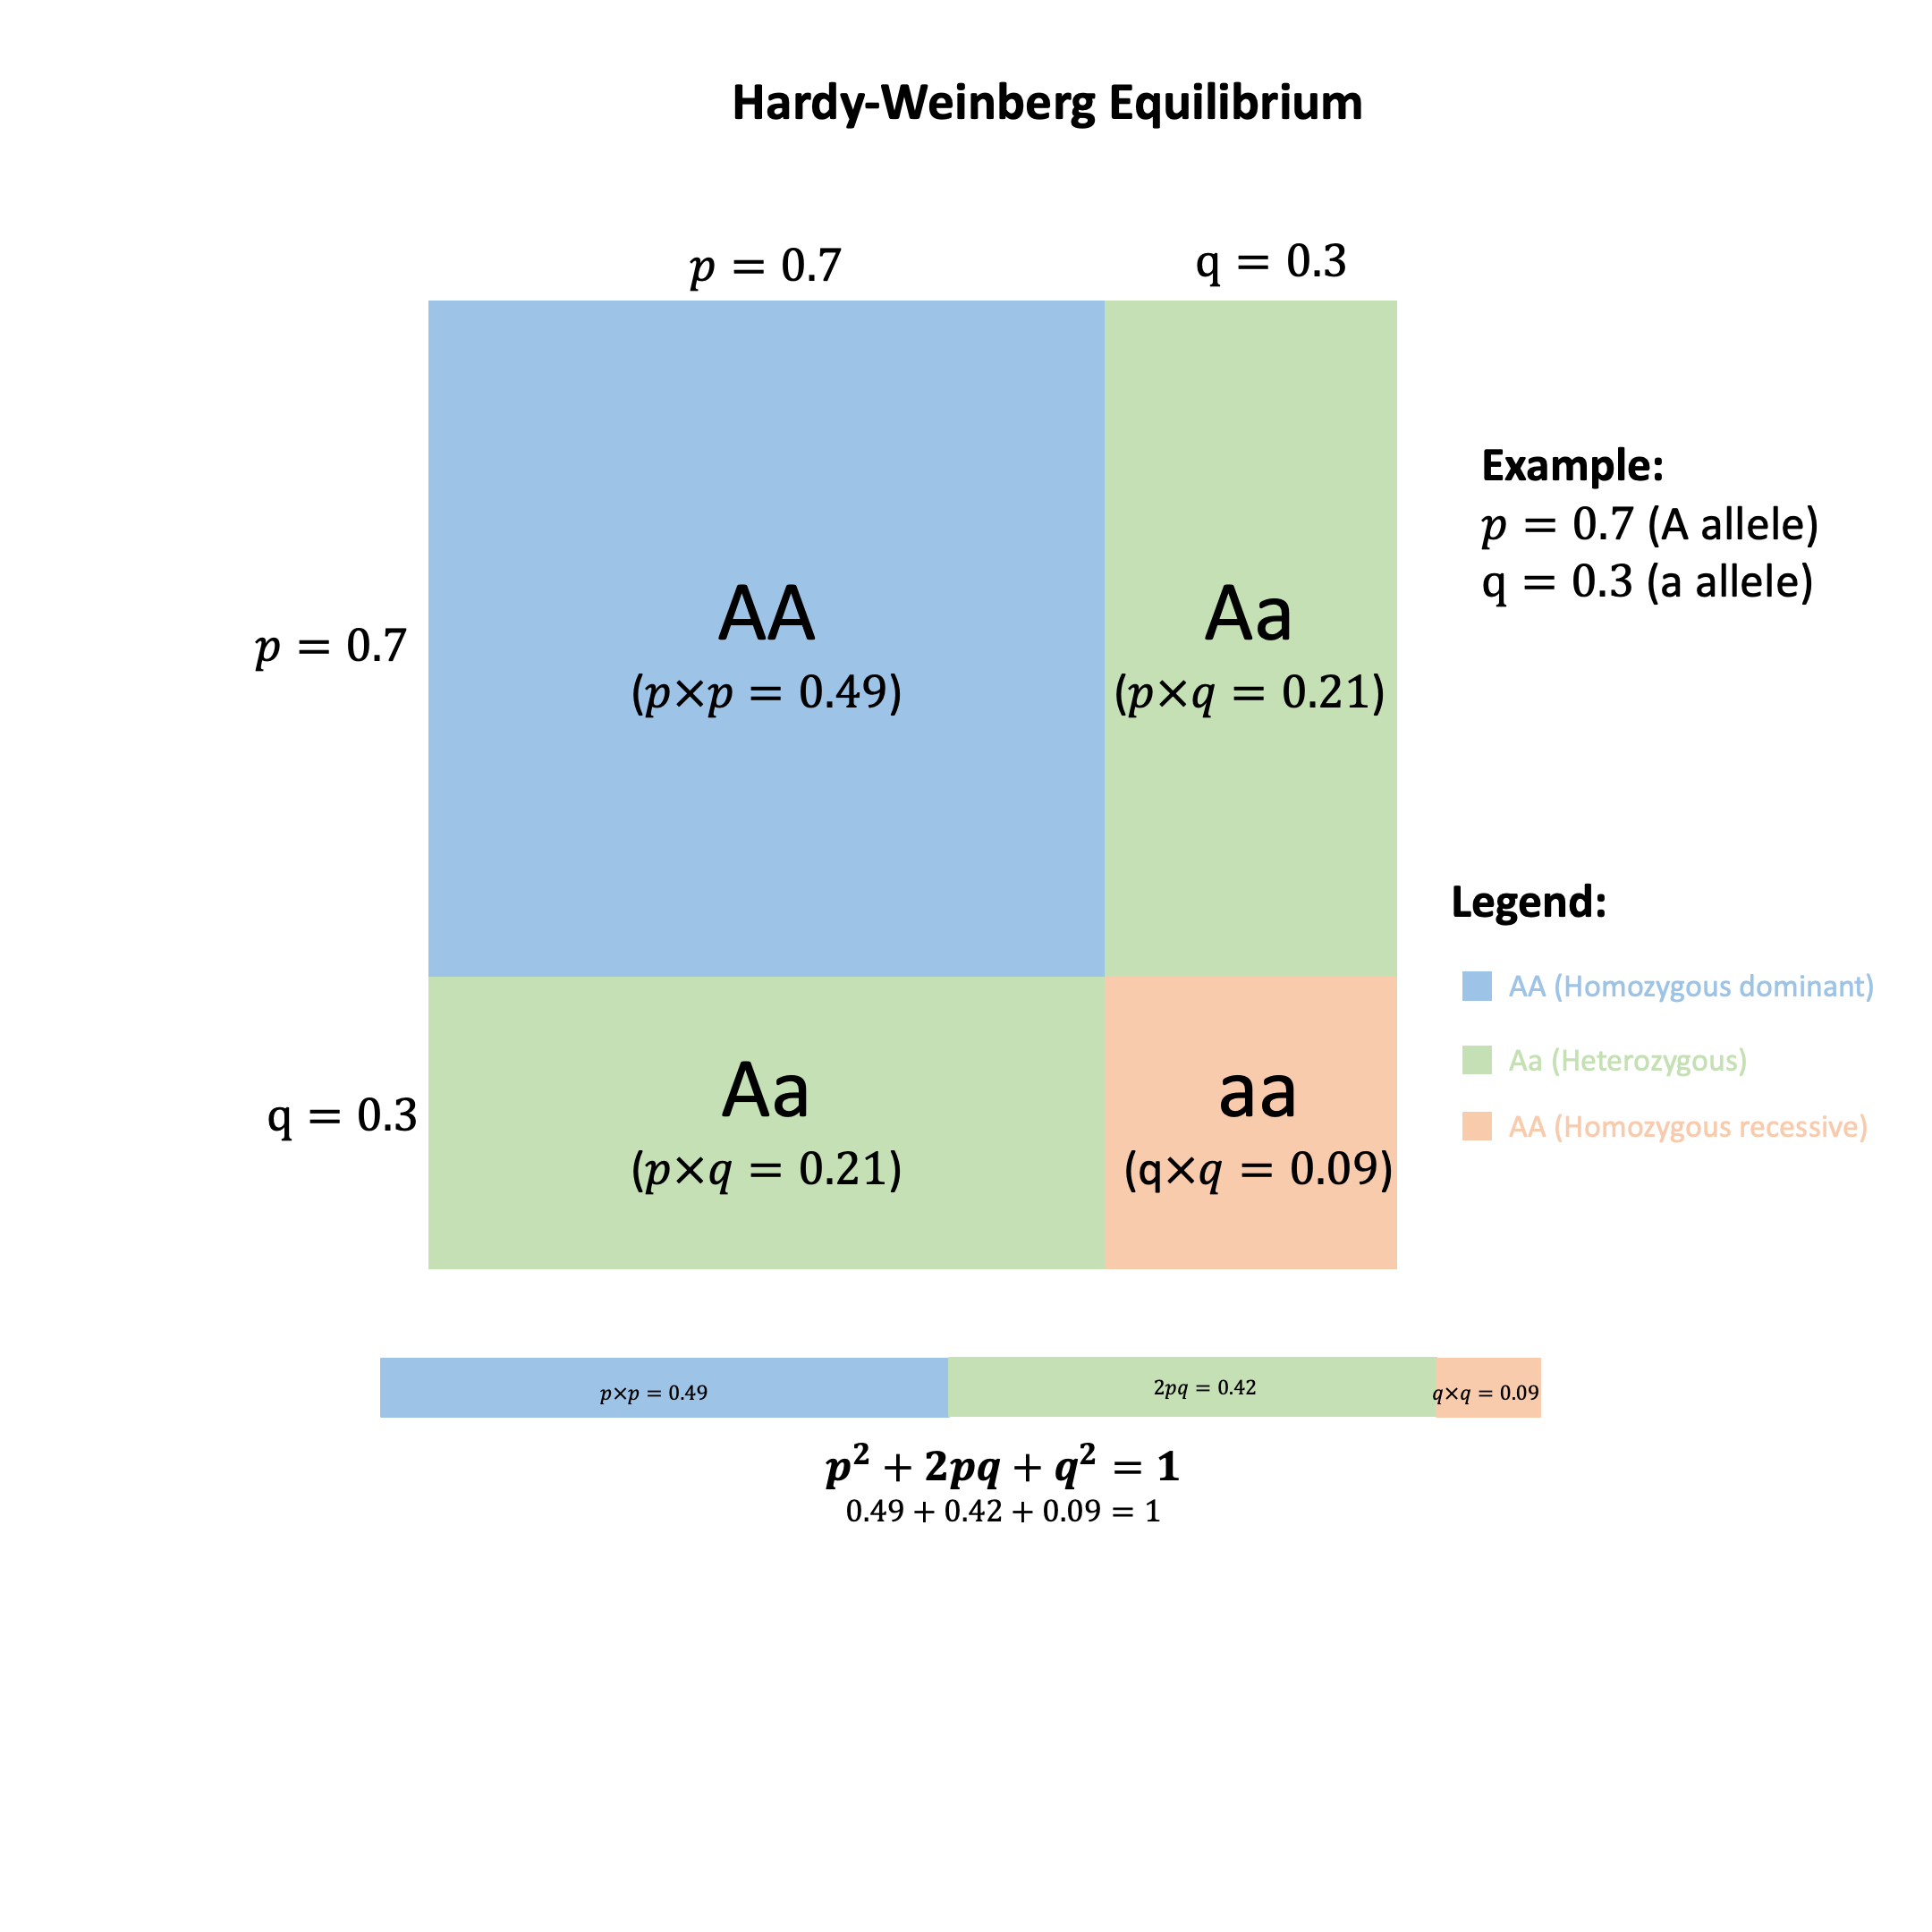 Hardy-Weinberg Equilibrium
p = 0.7
q = 0.3
p = 0.7
AA
(p×p = 0.49)
Aa
(p×q = 0.21)
Example:
p = 0.7 (A allele)
q = 0.3 (a allele)
Legend:
AA (Homozygous dominant)
Aa (Heterozygous)
AA (Homozygous recessive)
q = 0.3
Aa
(p×q = 0.21)
aa
(q×q = 0.09)
p×p = 0.49
2pq = 0.42
q×q = 0.09
p² + 2pq + q² = 1
0.49 + 0.42 + 0.09 = 1